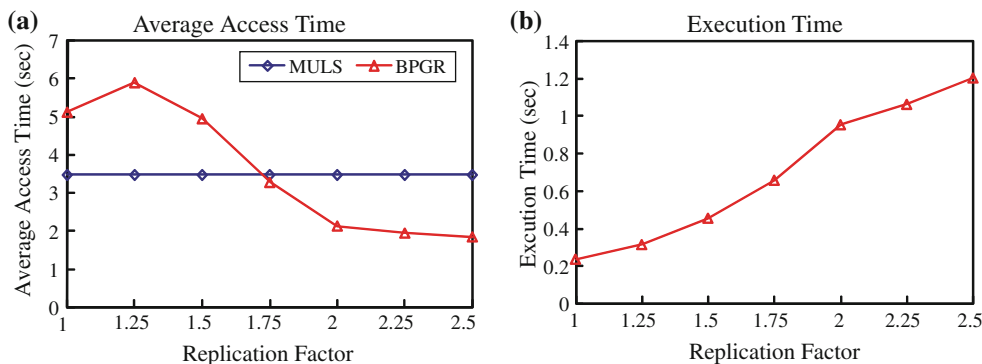 (a)
Average Access Time
Average Access Time (sec)
7
6
5
4
3
2
1
0
MULS
BPGR
1 1.25 1.5 1.75 2 2.25 2.5
Replication Factor
(b)
Execution Time
Excution Time (sec)
1.4
1.2
1
0.8
0.6
0.4
0.2
0
1 1.25 1.5 1.75 2 2.25 2.5
Replication Factor